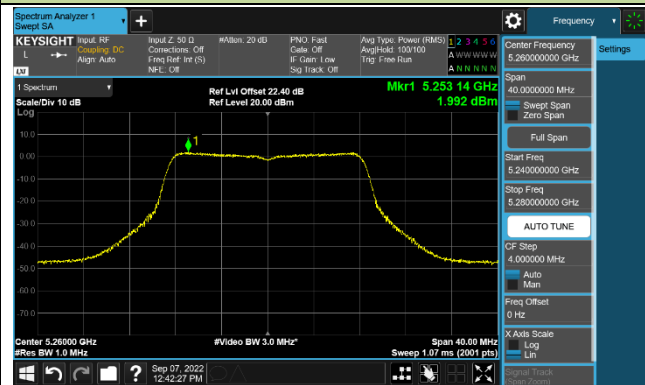 Spectrum Analyzer 1
Swept SA
Frequency
KEYSIGHT
Input: RF
Coupling: DC
Align: Auto
Input Z: 50 Ω
Corrections: Off
Freq Ref: Int (S)
NFE: Off
#Atten: 20 dB
PNO: Fast
Gate: Off
IF Gain: Low
Sig Track: Off
Avg Type: Power (RMS)
Avg|Hold: 100/100
Trig: Free Run
1 2 3 4 5 6
A W W W W W
A N N N N N
L
LXI
1 Spectrum
Scale/Div 10 dB
Ref Lvl Offset 22.40 dB
Ref Level 20.00 dBm
Mkr1 5.253 14 GHz
1.992 dBm
Log
1
10.0
0.00
-10.0
-20.0
-30.0
-40.0
-50.0
-60.0
-70.0
Center 5.26000 GHz
#Res BW 1.0 MHz
#Video BW 3.0 MHz*
Span 40.00 MHz
Sweep 1.07 ms (2001 pts)
Sep 07, 2022
12:42:27 PM
?
Center Frequency
5.260000000 GHz
Settings
Span
40.0000000 MHz
Swept Span
Zero Span
Full Span
Start Freq
5.240000000 GHz
Stop Freq
5.280000000 GHz
AUTO TUNE
CF Step
4.000000 MHz
Auto
Man
Freq Offset
0 Hz
X Axis Scale
Log
Lin
Signal Track
(Span Zoom)